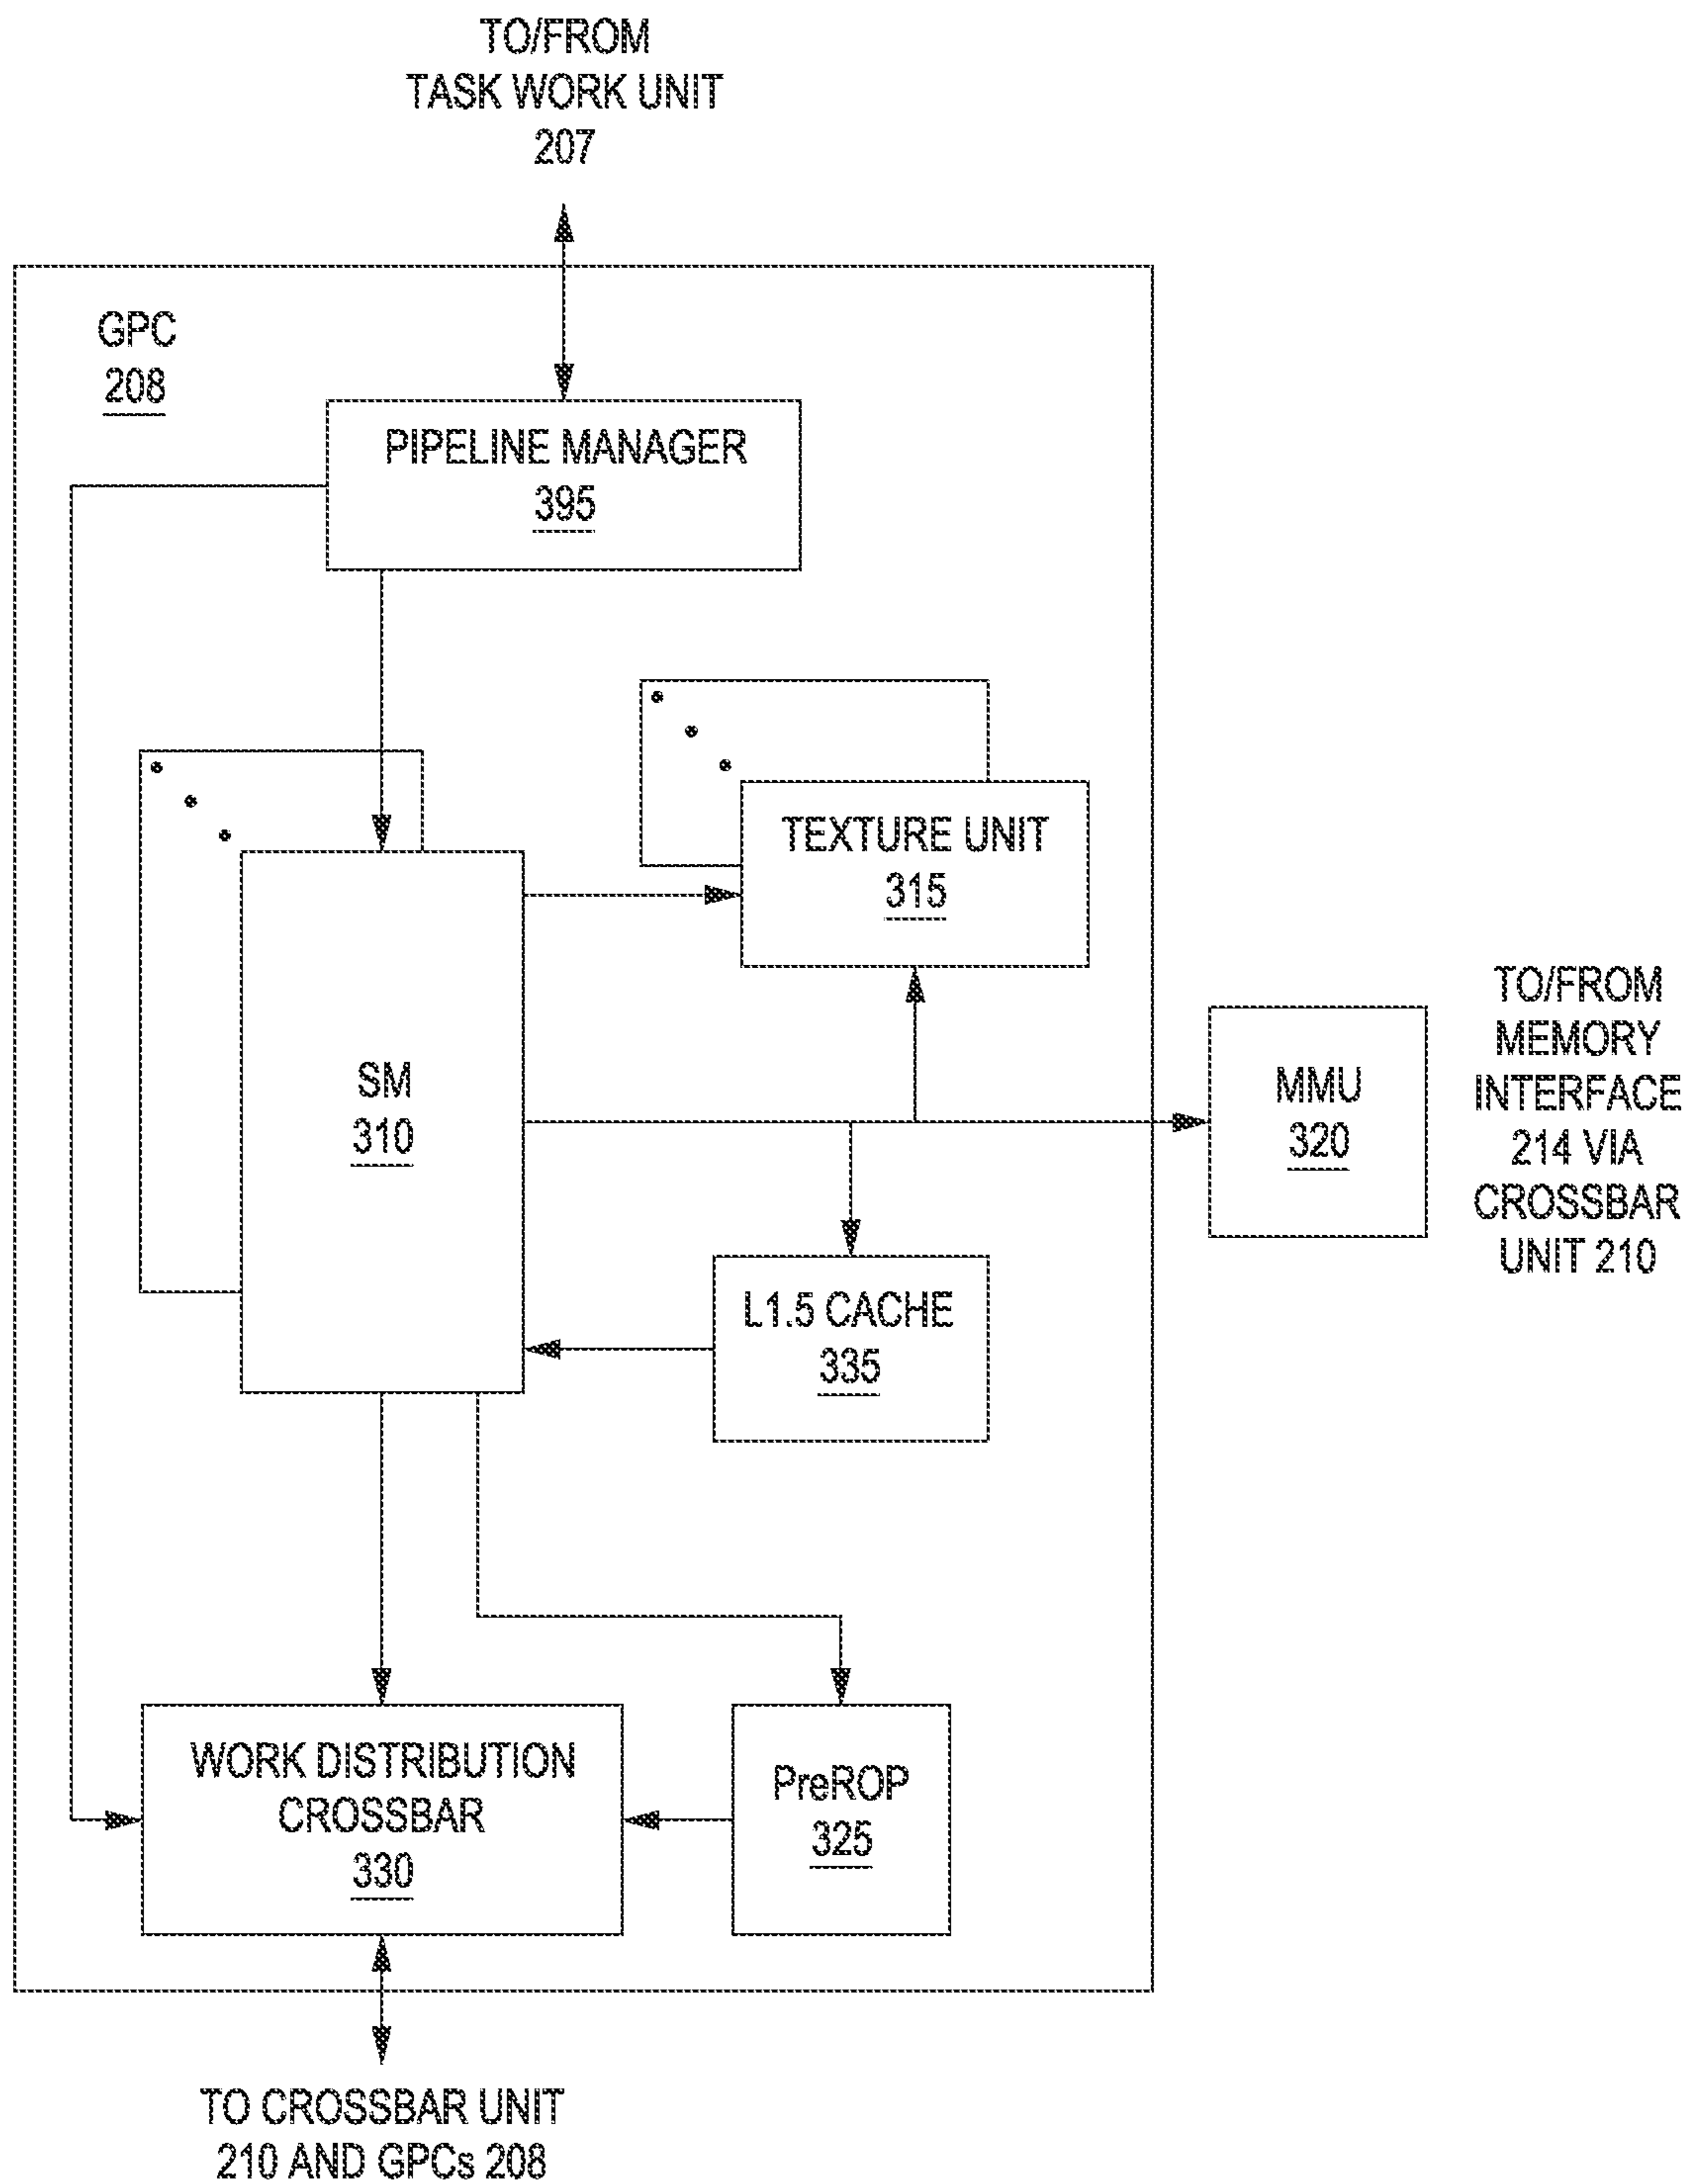 TO/FROM
TASK WORK UNIT
207
GPC
208
PIPELINE MANAGER
395
TEXTURE UNIT
315
SM
310
MMU
320
TO/FROM
MEMORY
INTERFACE
214 VIA
CROSSBAR
UNIT 210
L1.5 CACHE
335
WORK DISTRIBUTION
CROSSBAR
330
PreROP
325
TO CROSSBAR UNIT
210 AND GPCs 208